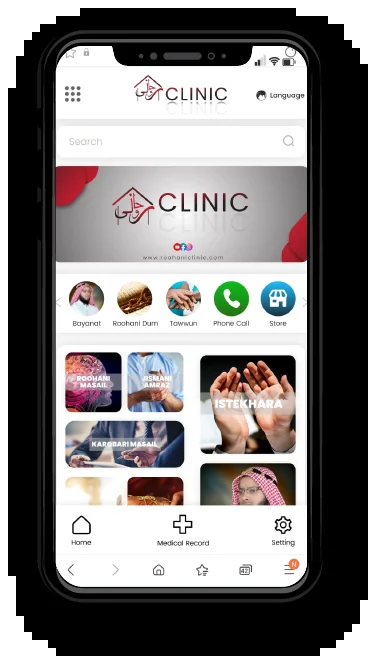 روحانی CLINIC
Language
Search
روحانی CLINIC
www.roohaniclinic.com
Bayanat
Roohani Dum
Tawwun
Phone Call
Store
ROOHANI
MASAIL
JISMANI
AMRAZ
ISTEKHARA
KAROBARI MASAIL
Home
Medical Record
Setting
42
N